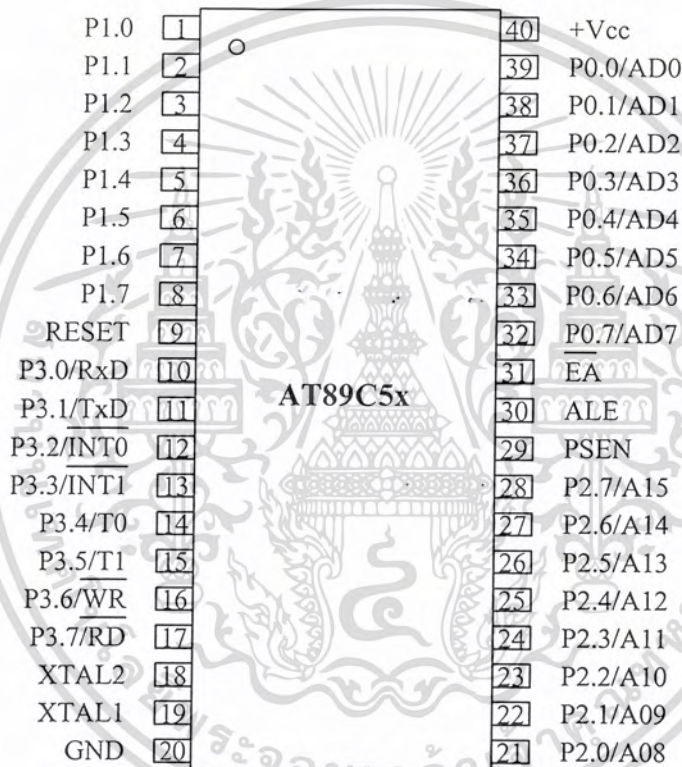 P1.0 1 40 +Vcc
P1.1 2 39 P0.0/AD0
P1.2 3 38 P0.1/AD1
P1.3 4 37 P0.2/AD2
P1.4 5 36 P0.3/AD3
P1.5 6 35 P0.4/AD4
P1.6 7 34 P0.5/AD5
P1.7 8 33 P0.6/AD6
RESET 9 32 P0.7/AD7
P3.0/RxD 10 31 E̅A̅
P3.1/TxD 11 AT89C5x 30 ALE
P3.2/I̅N̅T̅0̅ 12 29 PSEN
P3.3/I̅N̅T̅1̅ 13 28 P2.7/A15
P3.4/T0 14 27 P2.6/A14
P3.5/T1 15 26 P2.5/A13
P3.6/W̅R̅ 16 25 P2.4/A12
P3.7/R̅D̅ 17 24 P2.3/A11
XTAL2 18 23 P2.2/A10
XTAL1 19 22 P2.1/A09
GND 20 21 P2.0/A08